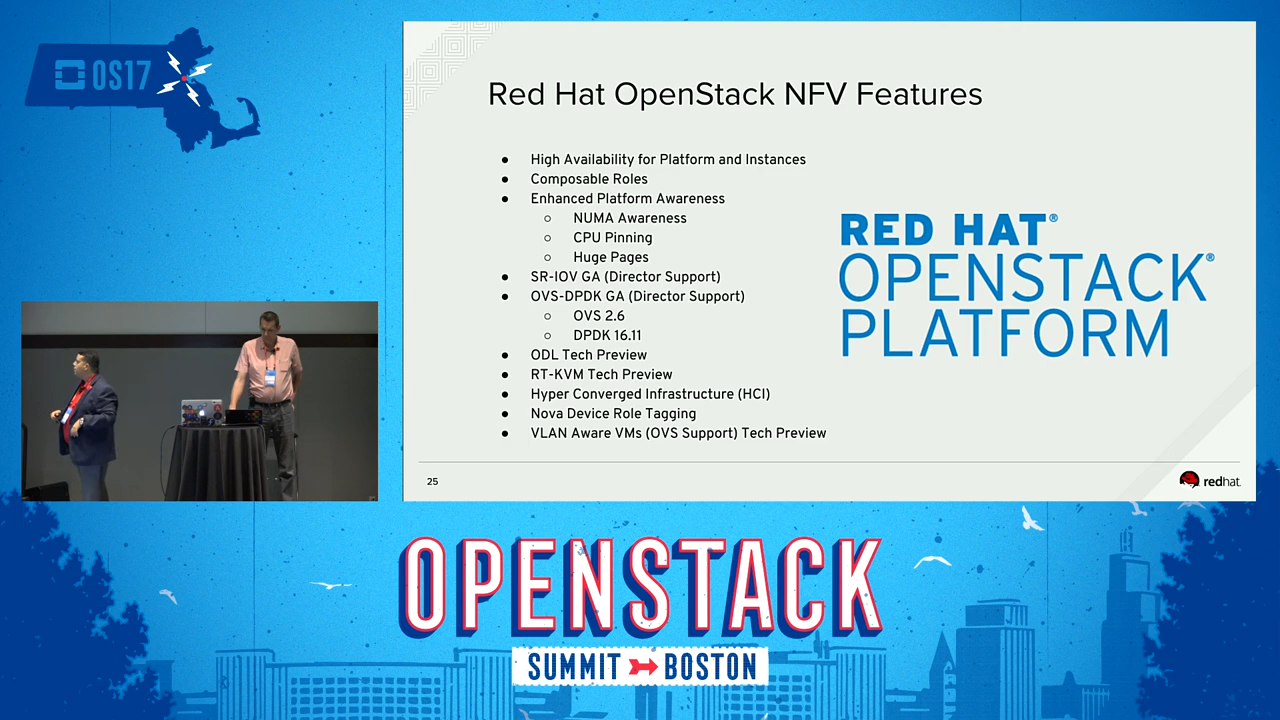 OS17
Red Hat OpenStack NFV Features
● High Availability for Platform and Instances
● Composable Roles
● Enhanced Platform Awareness
○ NUMA Awareness
○ CPU Pinning
○ Huge Pages
● SR-IOV GA (Director Support)
● OVS-DPDK GA (Director Support)
○ OVS 2.6
○ DPDK 16.11
● ODL Tech Preview
● RT-KVM Tech Preview
● Hyper Converged Infrastructure (HCI)
● Nova Device Role Tagging
● VLAN Aware VMs (OVS Support) Tech Preview
RED HAT®
OPENSTACK®
PLATFORM
25
redhat.
OPENSTACK
SUMMIT BOSTON